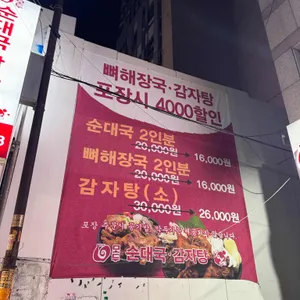 뼈해장국·감자탕
포장시 4000할인
순대국 2인분
20,000원 → 16,000원
뼈해장국 2인분
20,000원 → 16,000원
감자탕(소)
30,000원 → 26,000원
순대국 감자탕
순대국